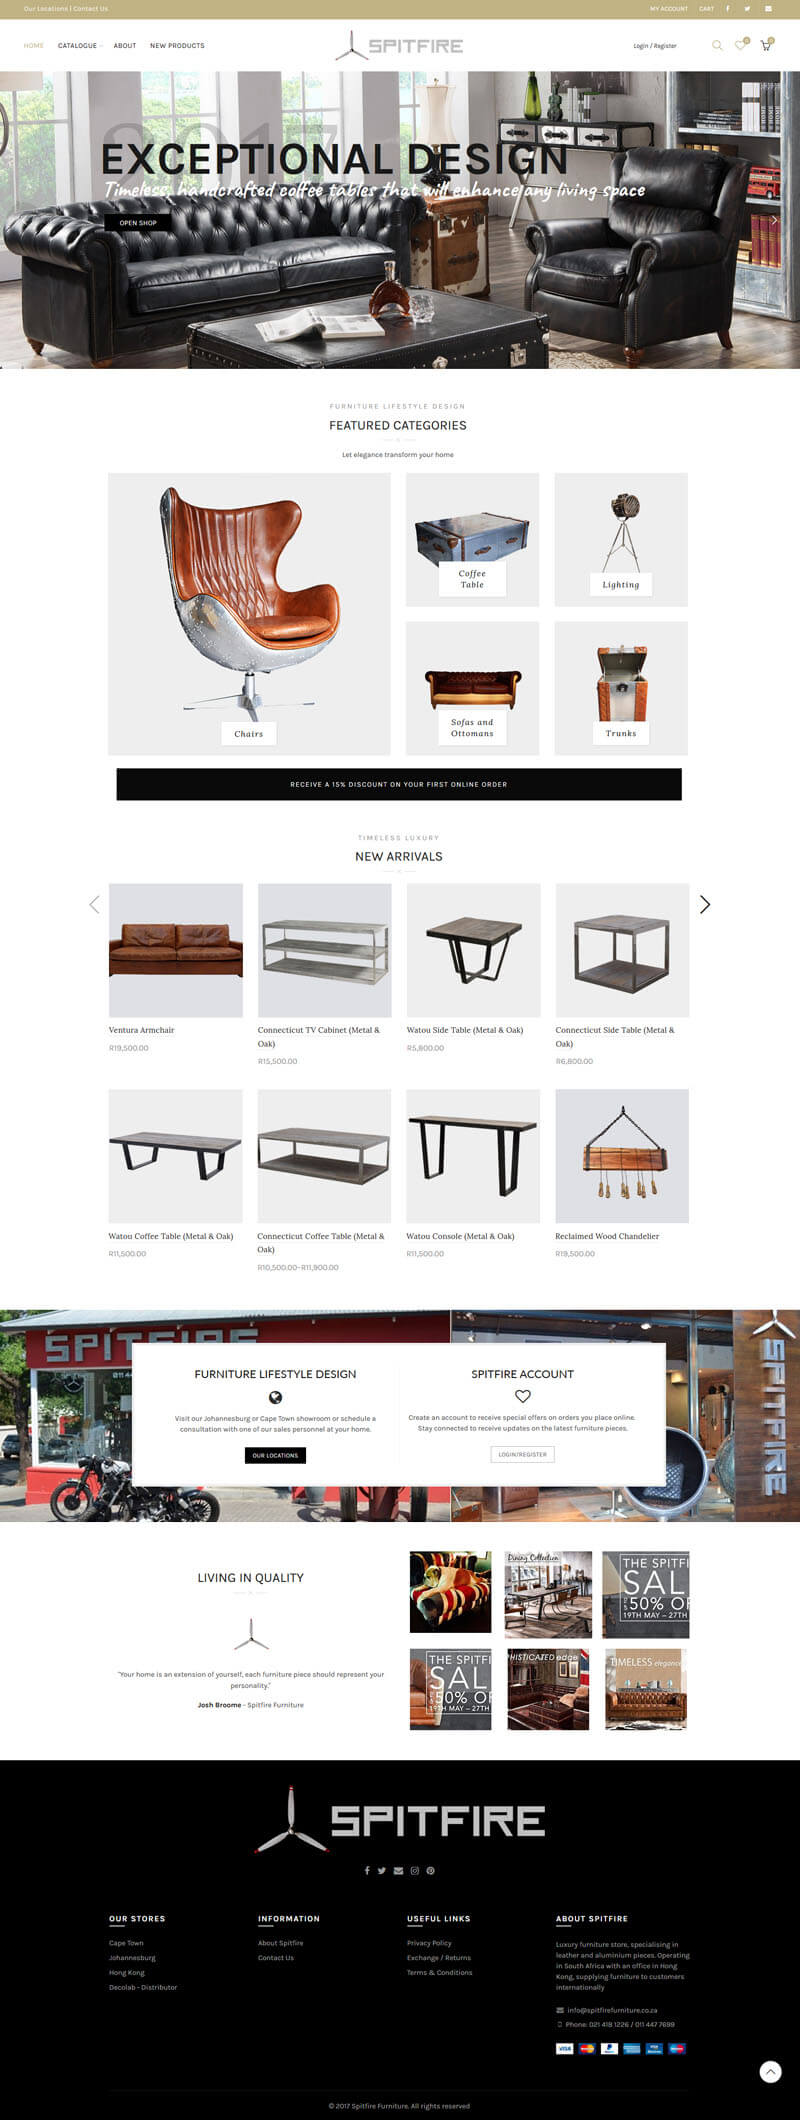 Our Locations | Contact Us
MY ACCOUNT
CART
HOME
CATALOGUE
ABOUT
NEW PRODUCTS
SPITFIRE
Login / Register
0
0
2017
EXCEPTIONAL DESIGN
Timeless, handcrafted coffee tables that will enhance any living space
OPEN SHOP
FURNITURE LIFESTYLE DESIGN
FEATURED CATEGORIES
Let elegance transform your home
Chairs
Coffee
Table
Lighting
Sofas and
Ottomans
Trunks
RECEIVE A 15% DISCOUNT ON YOUR FIRST ONLINE ORDER
TIMELESS LUXURY
NEW ARRIVALS
Ventura Armchair
R19,500.00
Connecticut TV Cabinet (Metal &
Oak)
R15,500.00
Watou Side Table (Metal & Oak)
R5,800.00
Connecticut Side Table (Metal &
Oak)
R6,800.00
Watou Coffee Table (Metal & Oak)
R11,500.00
Connecticut Coffee Table (Metal &
Oak)
R10,500.00–R11,900.00
Watou Console (Metal & Oak)
R11,500.00
Reclaimed Wood Chandelier
R19,500.00
SPITFIRE
011 4
SPITFIRE
FURNITURE LIFESTYLE DESIGN
Visit our Johannesburg or Cape Town showroom or schedule a
consultation with one of our sales personnel at your home.
OUR LOCATIONS
SPITFIRE ACCOUNT
Create an account to receive special offers on orders you place online.
Stay connected to receive updates on the latest furniture pieces.
LOGIN/REGISTER
LIVING IN QUALITY
"Your home is an extension of yourself, each furniture piece should represent your
personality."
Josh Broome - Spitfire Furniture
Dining Collection
THE SPITFI
SAL
50% OF
19TH MAY – 27TH
THE SPITFI
SAL
50% OF
19TH MAY – 27TH
PHISTICATED edge
TIMELESS elegance
SPITFIRE
OUR STORES
Cape Town
Johannesburg
Hong Kong
Decolab - Distributor
INFORMATION
About Spitfire
Contact Us
USEFUL LINKS
Privacy Policy
Exchange / Returns
Terms & Conditions
ABOUT SPITFIRE
Luxury furniture store, specialising in
leather and aluminium pieces. Operating
in South Africa with an office in Hong
Kong, supplying furniture to customers
internationally
info@spitfirefurniture.co.za
Phone: 021 418 1226 / 011 447 7699
VISA
PayPal
© 2017 Spitfire Furniture. All rights reserved